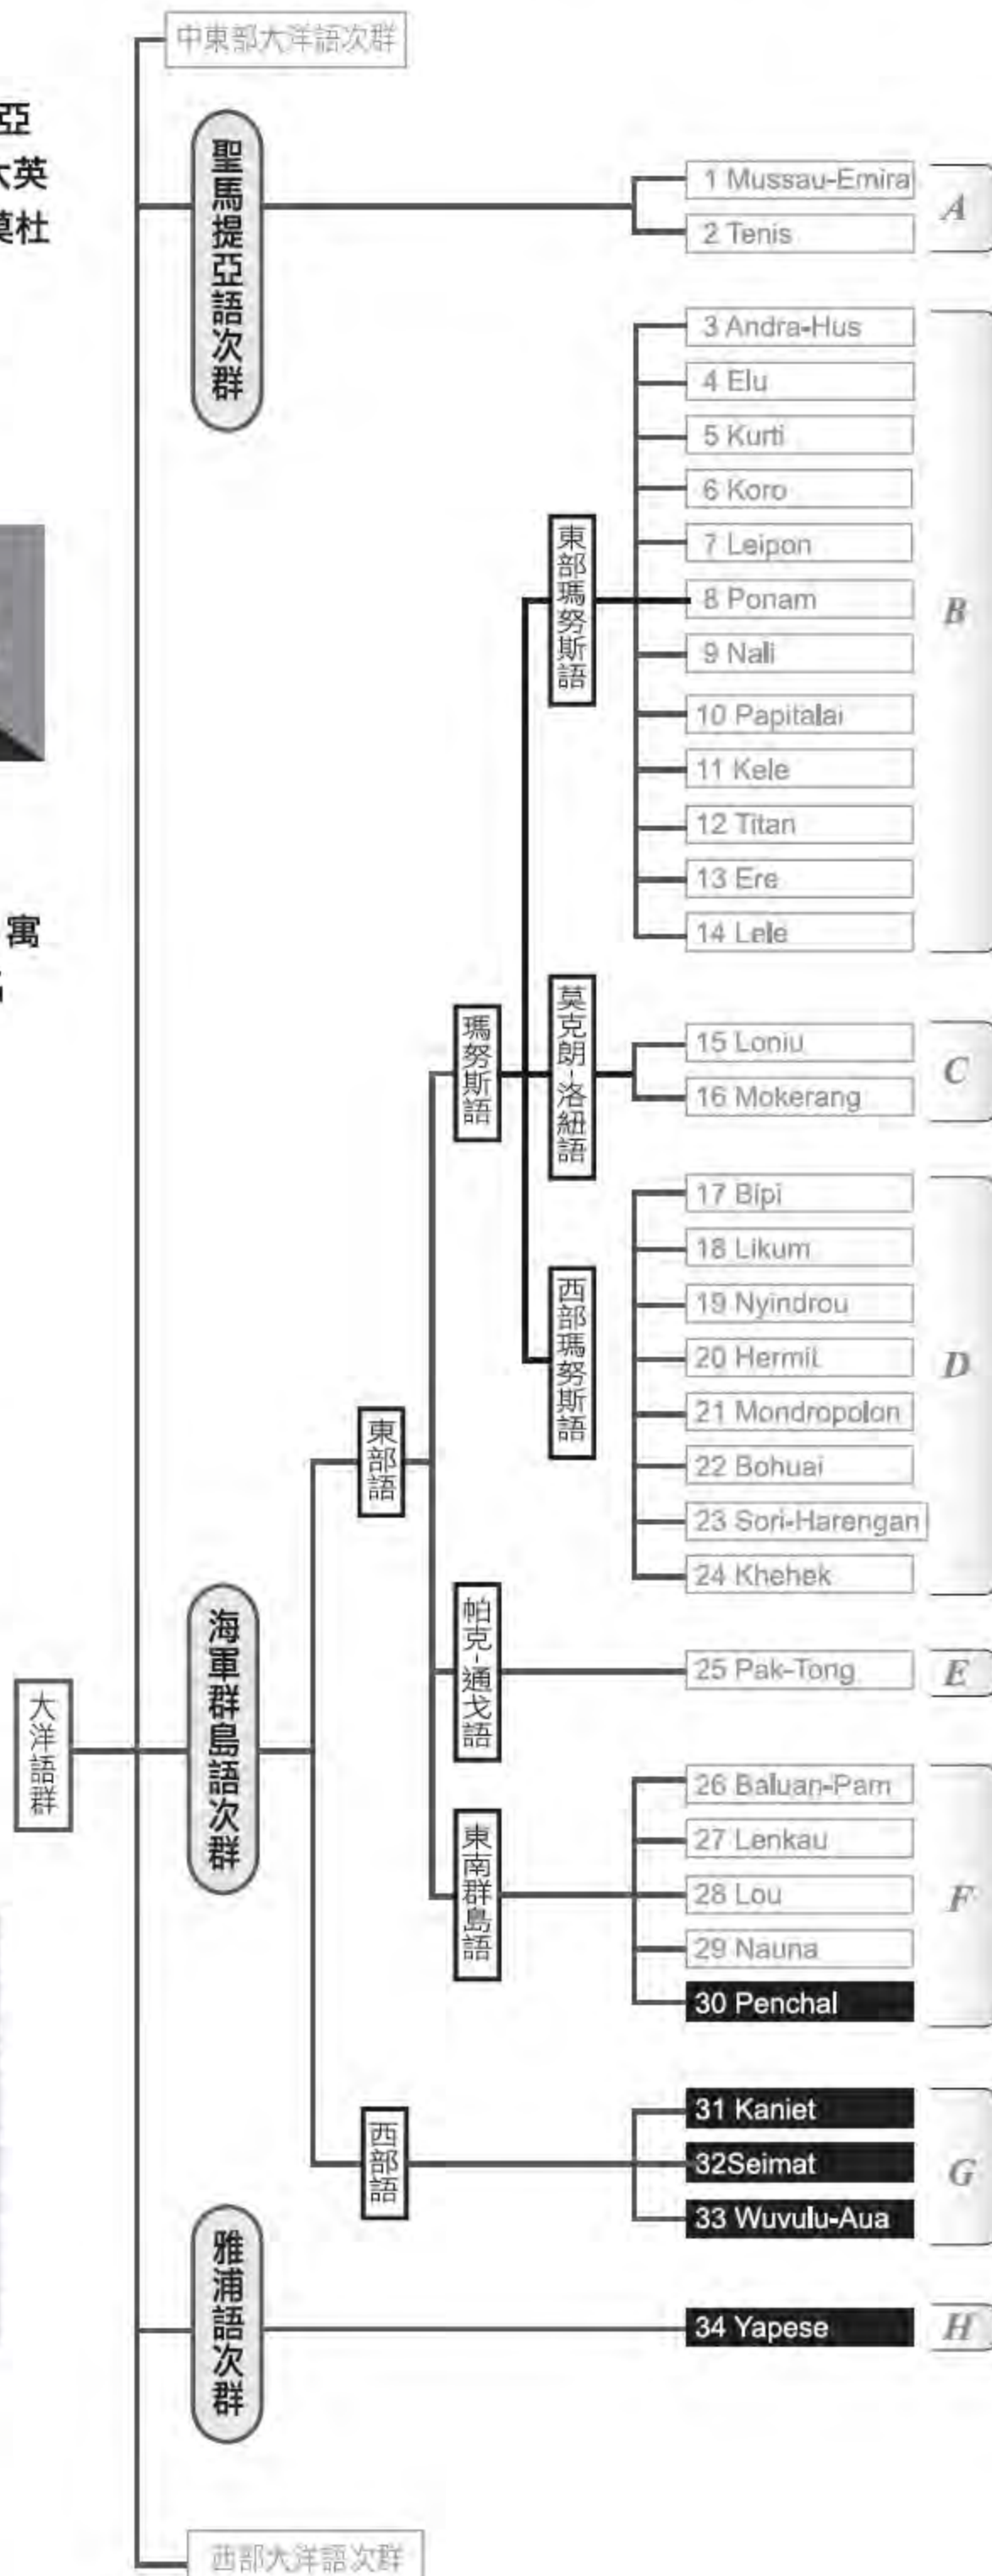 中東部大洋語次群
亞
大英
莫杜
聖馬提亞語次群
1 Mussau-Emira
2 Tenis
A
3 Andra-Hus
4 Elu
5 Kurti
6 Koro
7 Leipon
8 Ponam
9 Nali
10 Papitalai
11 Kele
12 Titan
13 Ere
14 Lele
B
東部瑪努斯語
寓
瑪努斯語
莫克朗-洛紐語
15 Loniu
16 Mokerang
C
西部瑪努斯語
17 Bipi
18 Likum
19 Nyindrou
20 Hermit
21 Mondropolon
22 Bohuai
23 Sori-Harengan
24 Khehek
D
東部語
帕克-通戈語
25 Pak-Tong
E
大洋語群
海軍群島語次群
東南群島語
26 Baluan-Pam
27 Lenkau
28 Lou
29 Nauna
30 Penchal
F
西部語
31 Kaniet
32Seimat
33 Wuvulu-Aua
G
雅浦語次群
34 Yapese
H
西部大洋語次群